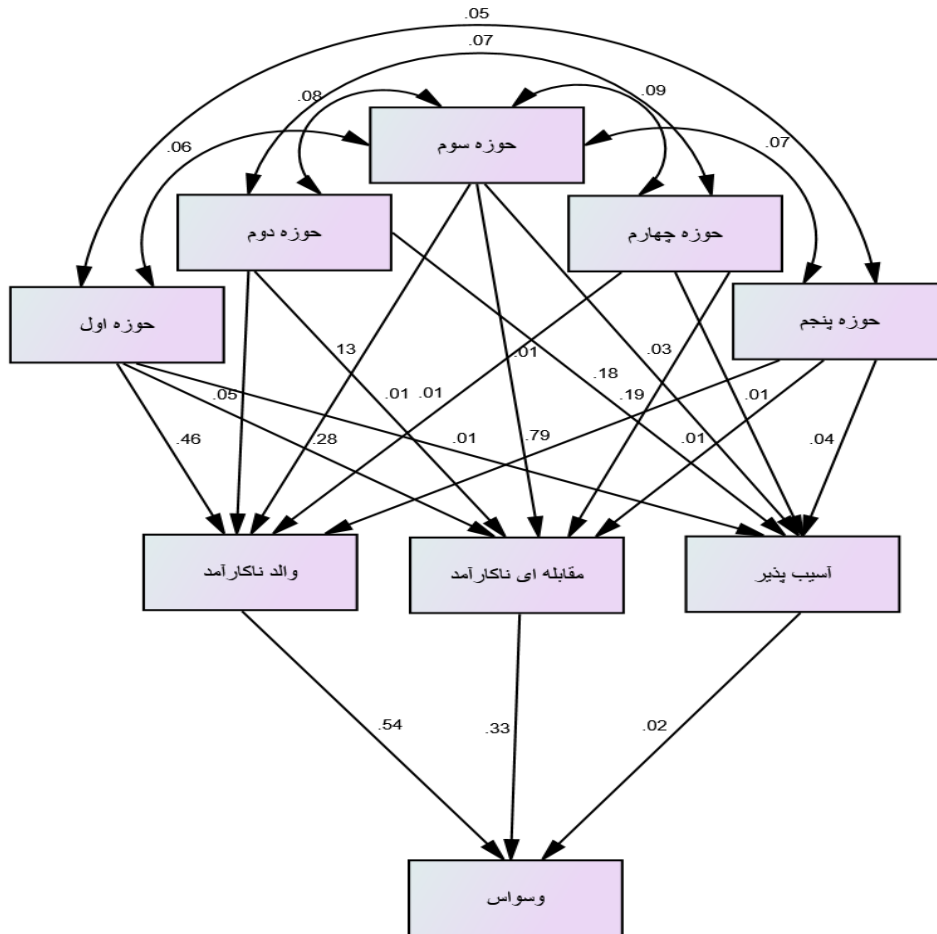 .05
.07
.08
.09
حوزه سوم
.06
.07
حوزه دوم
حوزه چهارم
حوزه اول
حوزه پنجم
13
.01
.03
.18
.05
.01
.01
.19
.01
.46
.28
.01
.79
.01
.04
والد ناکارآمد
مقابله ای ناکارآمد
آسیب پذیر
.54
.33
.02
وسواس